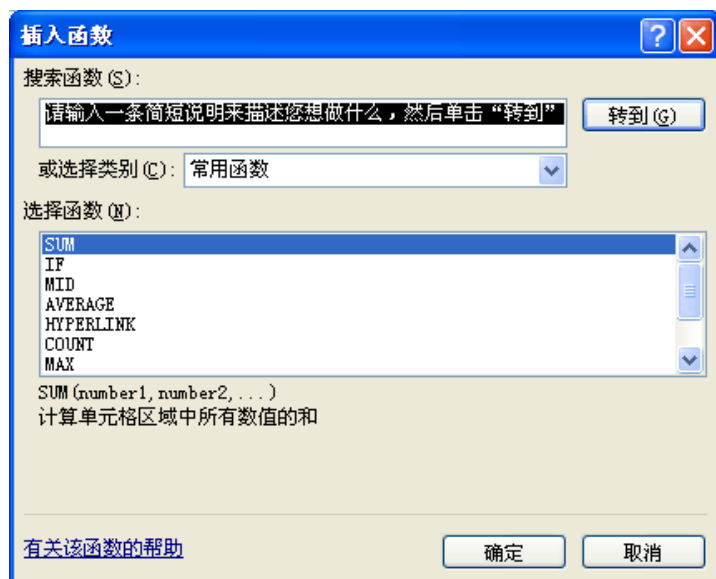 插入函数
搜索函数(S):
请输入一条简短说明来描述您想做什么，然后单击“转到”
转到(G)
或选择类别(C): 常用函数
选择函数(N):
SUM
IF
MID
AVERAGE
HYPERLINK
COUNT
MAX
SUM(number1,number2,...)
计算单元格区域中所有数值的和
有关该函数的帮助
确定 取消